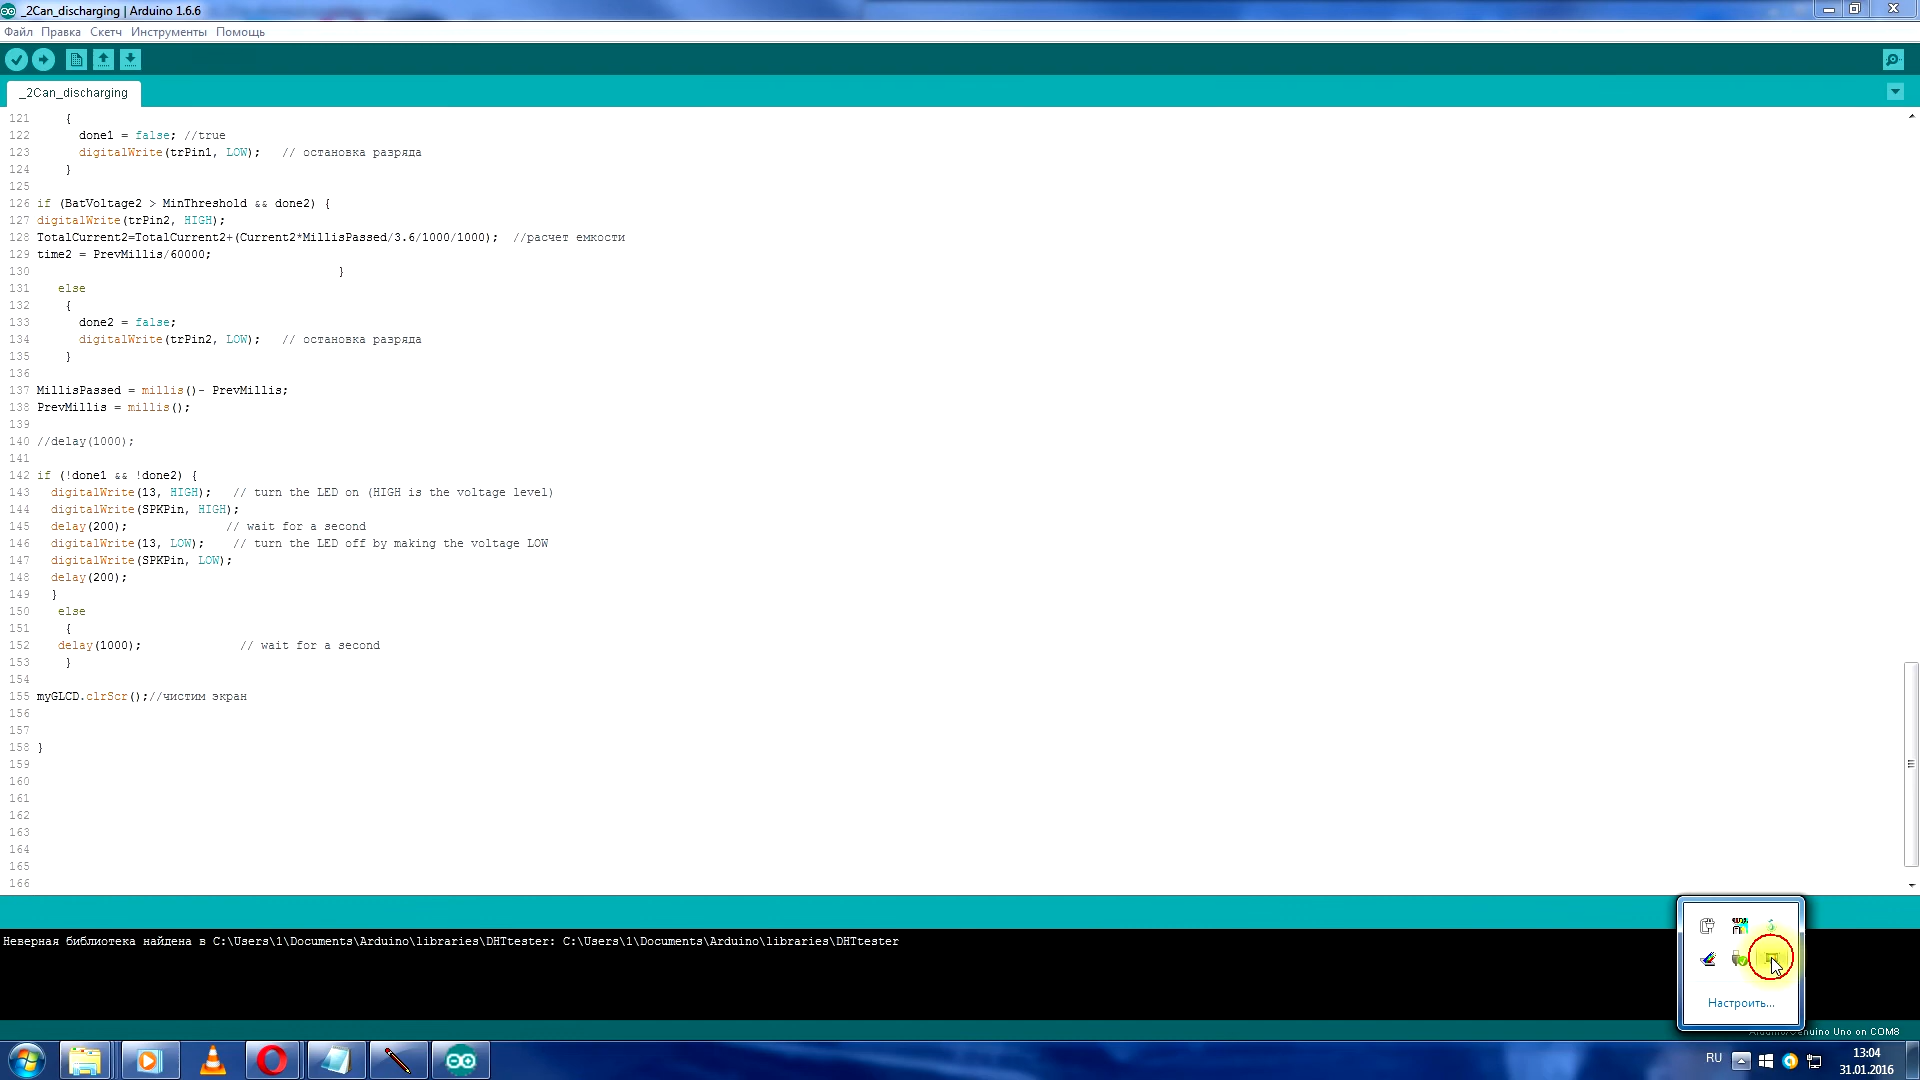 _2Can_discharging | Arduino 1.6.6
Файл Правка Скетч Инструменты Помощь
_2Can_discharging
121 {
122 done1 = false; //true
123 digitalWrite(trPin1, LOW); // остановка разряда
124 }
125
126 if (BatVoltage2 > MinThreshold && done2) {
127 digitalWrite(trPin2, HIGH);
128 TotalCurrent2=TotalCurrent2+(Current2*MillisPassed/3.6/1000/1000); //расчет емкости
129 time2 = PrevMillis/60000;
130 }
131 else
132 {
133 done2 = false;
134 digitalWrite(trPin2, LOW); // остановка разряда
135 }
136
137 MillisPassed = millis()- PrevMillis;
138 PrevMillis = millis();
139
140 //delay(1000);
141
142 if (!done1 && !done2) {
143 digitalWrite(13, HIGH); // turn the LED on (HIGH is the voltage level)
144 digitalWrite(SPKPin, HIGH);
145 delay(200); // wait for a second
146 digitalWrite(13, LOW); // turn the LED off by making the voltage LOW
147 digitalWrite(SPKPin, LOW);
148 delay(200);
149 }
150 else
151 {
152 delay(1000); // wait for a second
153 }
154
155 myGLCD.clrScr();//чистим экран
156
157
158 }
159
160
161
162
163
164
165
166
Неверная библиотека найдена в C:\Users\1\Documents\Arduino\libraries\DHTtester: C:\Users\1\Documents\Arduino\libraries\DHTtester
Настроить...
Arduino/Genuino Uno on COM8
RU
13:04
31.01.2016